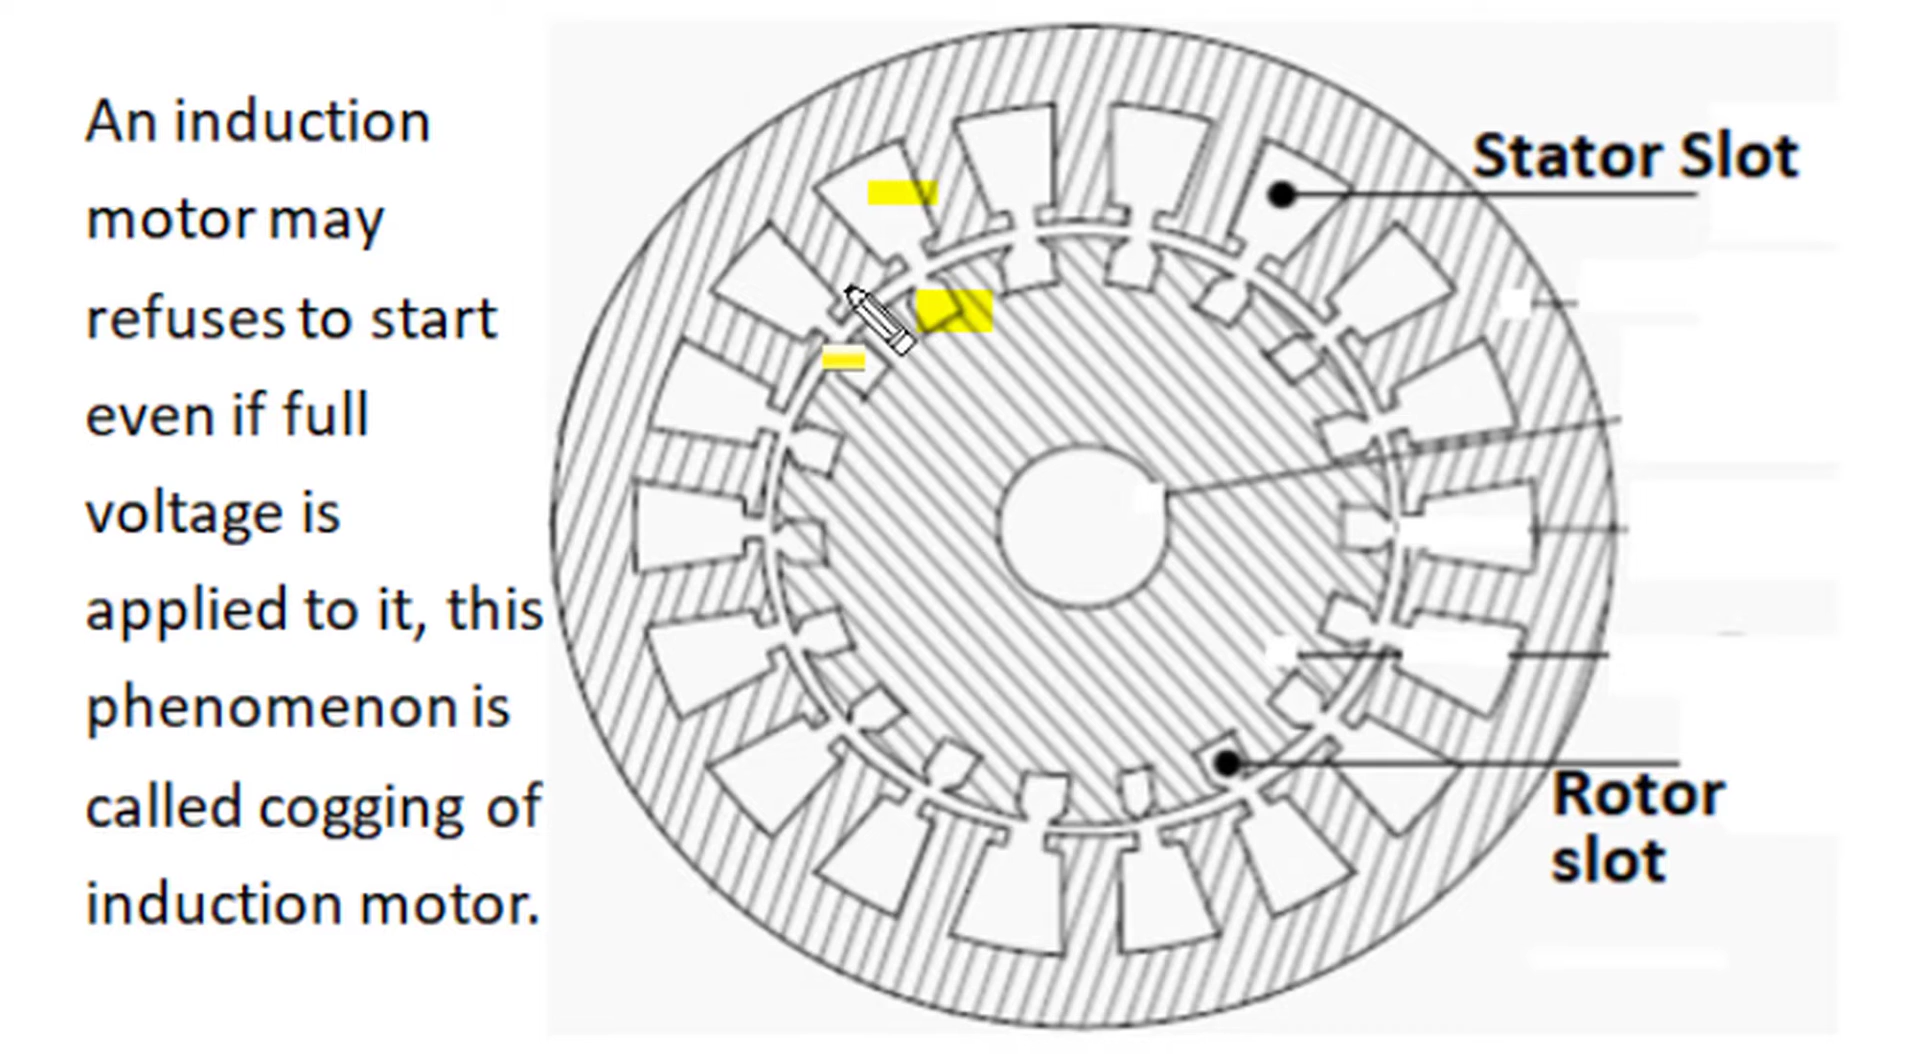 An induction
motor may
refuses to start
even if full
voltage is
applied to it, this
phenomenon is
called cogging of
induction motor.
Stator Slot
Rotor
slot